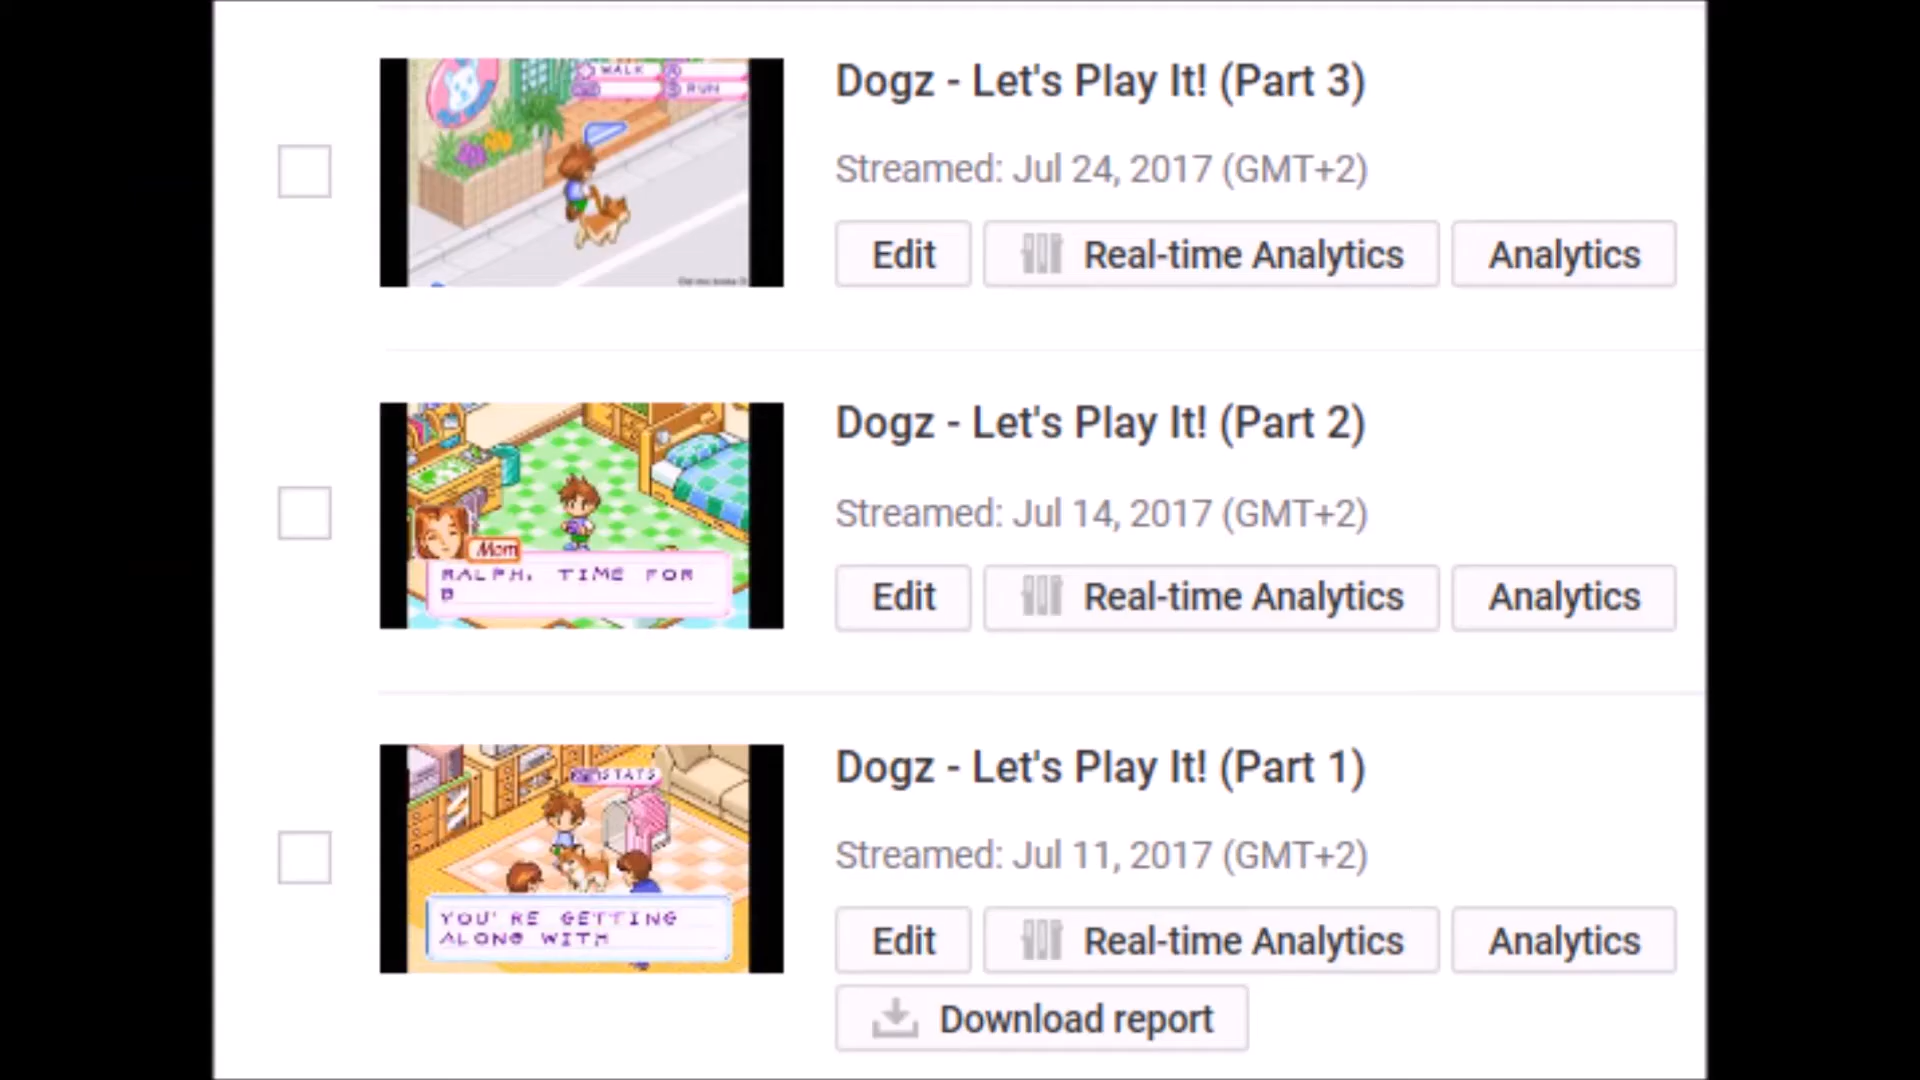 WALK
RUN
Dogz - Let's Play It! (Part 3)
Streamed: Jul 24, 2017 (GMT+2)
Edit
Real-time Analytics
Analytics
Mom
RALPH, TIME FOR
B
Dogz - Let's Play It! (Part 2)
Streamed: Jul 14, 2017 (GMT+2)
Edit
Real-time Analytics
Analytics
STATS
YOU'RE GETTING
ALONG WITH
Dogz - Let's Play It! (Part 1)
Streamed: Jul 11, 2017 (GMT+2)
Edit
Real-time Analytics
Analytics
Download report